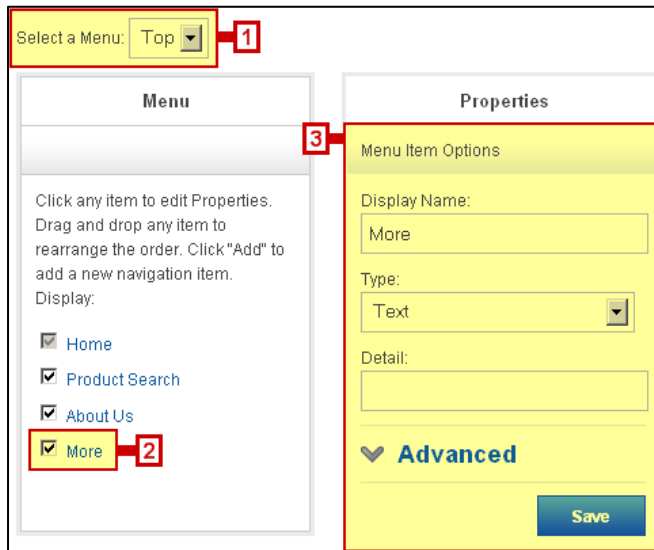 Select a Menu: Top 1
Menu
Click any item to edit Properties.
Drag and drop any item to
rearrange the order. Click "Add" to
add a new navigation item.
Display:
Home
Product Search
About Us
More 2
Properties
3
Menu Item Options
Display Name:
More
Type:
Text
Detail:
Advanced
Save